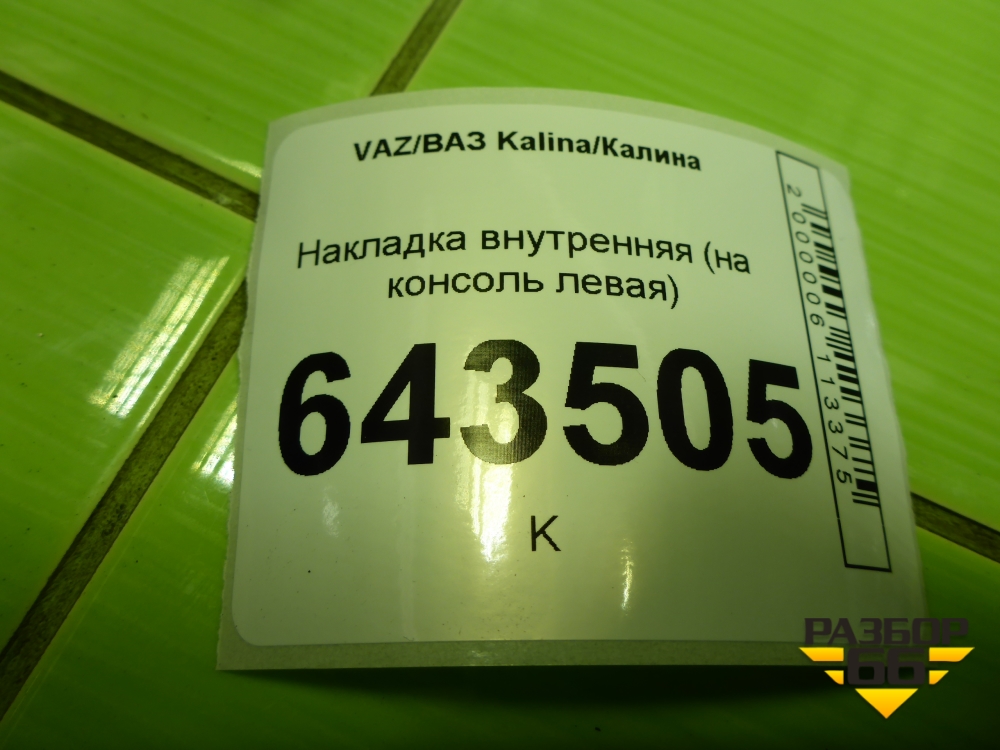 VAZ/ВАЗ Kalina/Калина
Накладка внутренняя (на
консоль левая)
643505
К
2000006113375
РАЗБОР
66